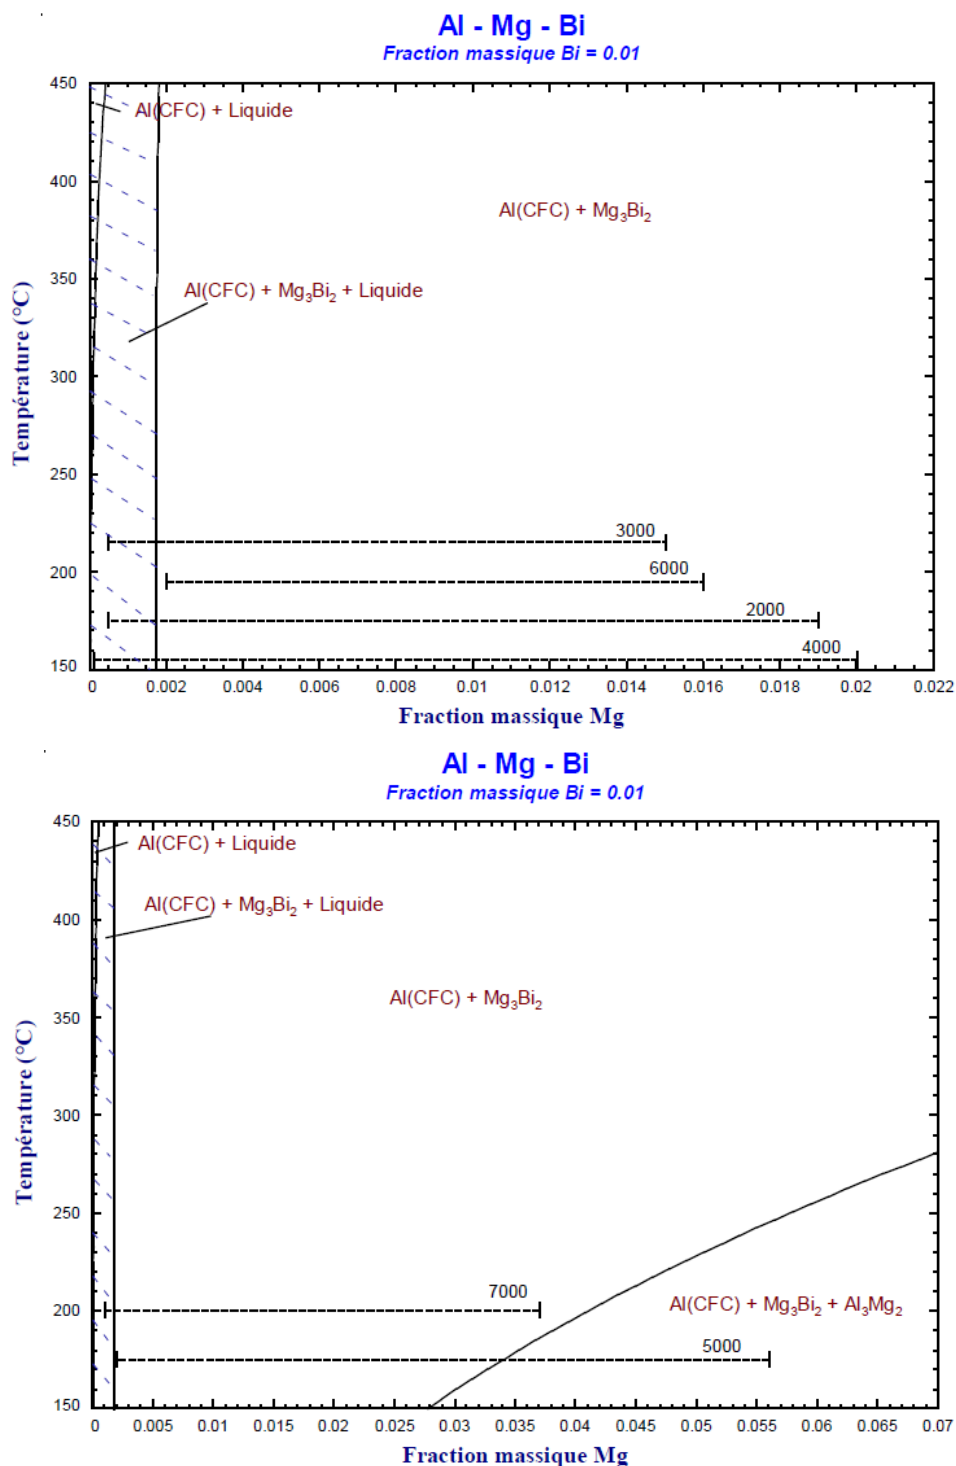 Al - Mg - Bi
Fraction massique Bi = 0.01
450
Al(CFC) + Liquide
400
Al(CFC) + Mg₃Bi₂
350
Al(CFC) + Mg₃Bi₂ + Liquide
300
250
3000
6000
200
2000
4000
150
Température (°C)
0 0.002 0.004 0.006 0.008 0.01 0.012 0.014 0.016 0.018 0.02 0.022
Fraction massique Mg
Al - Mg - Bi
Fraction massique Bi = 0.01
450
Al(CFC) + Liquide
Al(CFC) + Mg₃Bi₂ + Liquide
400
Al(CFC) + Mg₃Bi₂
350
300
250
7000
Al(CFC) + Mg₃Bi₂ + Al₃Mg₂
200
5000
150
Température (°C)
0 0.005 0.01 0.015 0.02 0.025 0.03 0.035 0.04 0.045 0.05 0.055 0.06 0.065 0.07
Fraction massique Mg